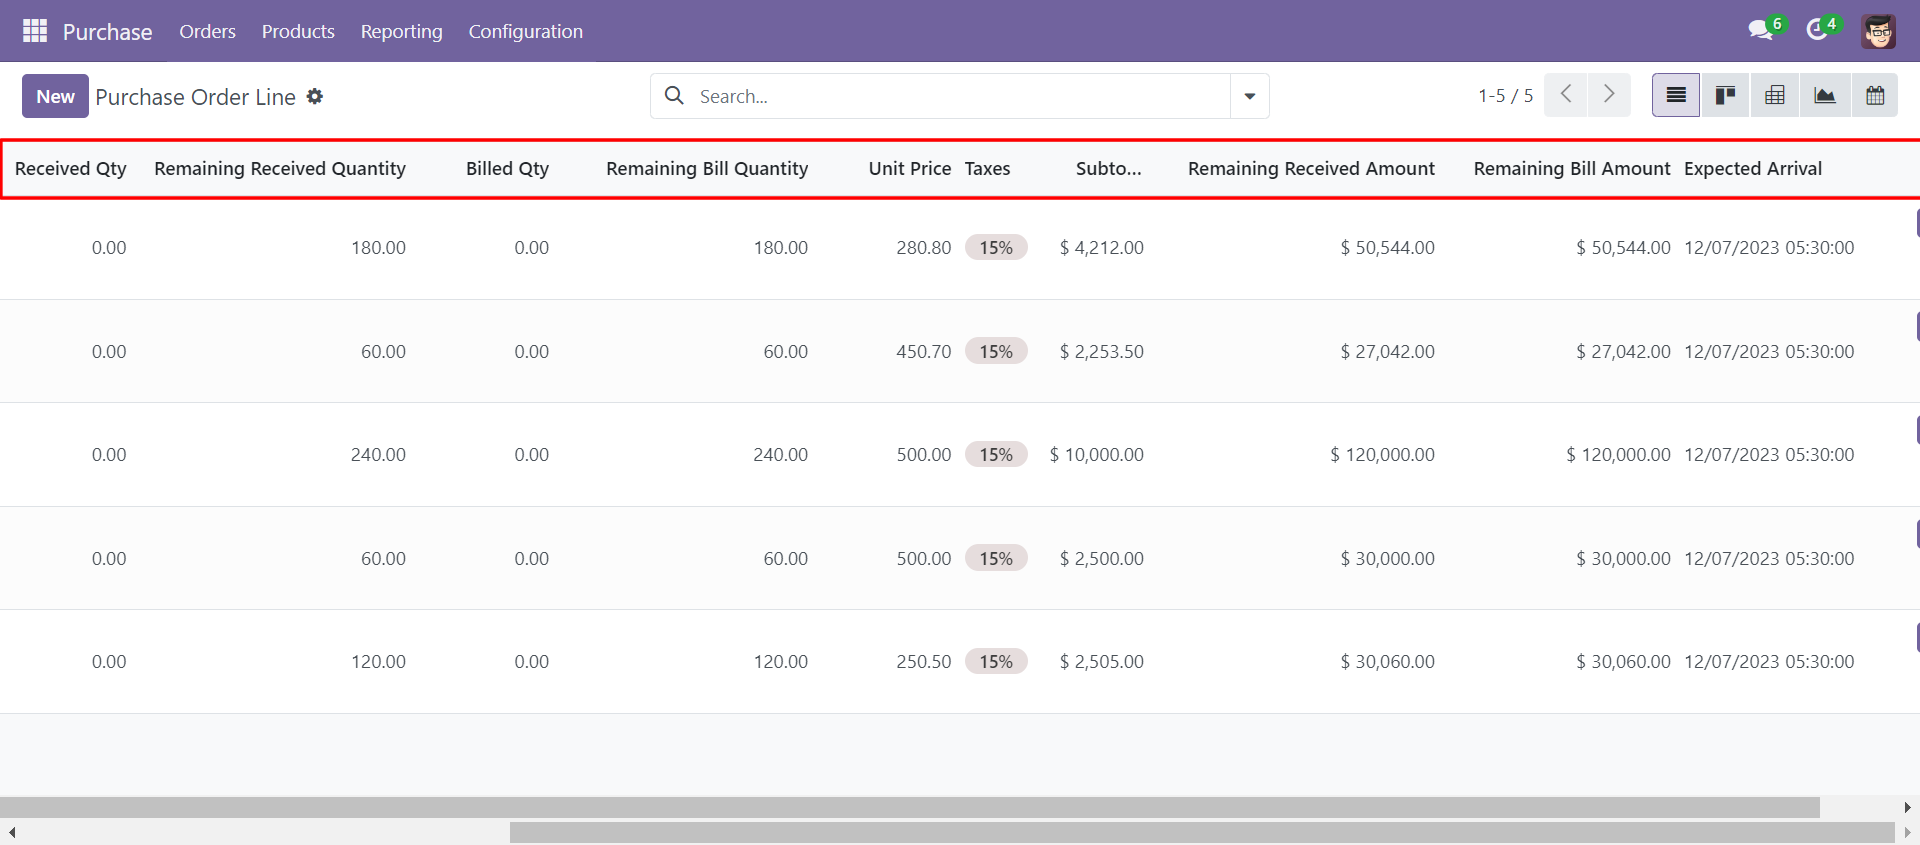 Purchase Orders Products Reporting Configuration 6 4
New Purchase Order Line Search... 1-5 / 5
Received Qty Remaining Received Quantity Billed Qty Remaining Bill Quantity Unit Price Taxes Subto... Remaining Received Amount Remaining Bill Amount Expected Arrival
0.00 180.00 0.00 180.00 280.80 15% $ 4,212.00 $ 50,544.00 $ 50,544.00 12/07/2023 05:30:00
0.00 60.00 0.00 60.00 450.70 15% $ 2,253.50 $ 27,042.00 $ 27,042.00 12/07/2023 05:30:00
0.00 240.00 0.00 240.00 500.00 15% $ 10,000.00 $ 120,000.00 $ 120,000.00 12/07/2023 05:30:00
0.00 60.00 0.00 60.00 500.00 15% $ 2,500.00 $ 30,000.00 $ 30,000.00 12/07/2023 05:30:00
0.00 120.00 0.00 120.00 250.50 15% $ 2,505.00 $ 30,060.00 $ 30,060.00 12/07/2023 05:30:00